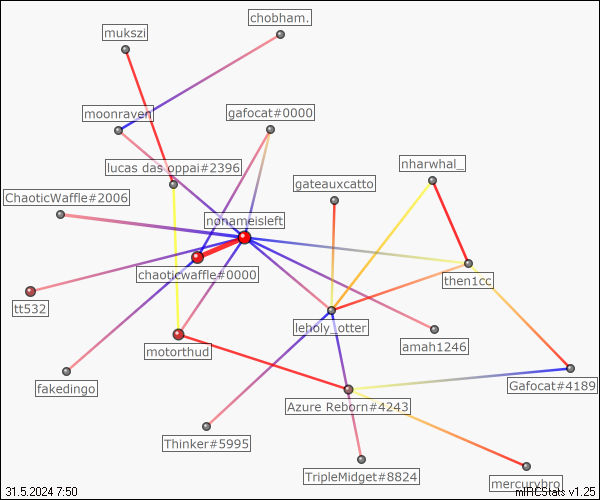 chobham.
mukszi
moonraven
gafocat#0000
lucas das oppai#2396
nharwhal_
gateauxcatto
ChaoticWaffle#2006
nonameisleft
chaoticwaffle#0000
then1cc
tt532
leholy_otter
amah1246
motorthud
fakedingo
Gafocat#4189
Azure Reborn#4243
Thinker#5995
TripleMidget#8824
mercurybro
31.5.2024 7:50
mIRCStats v1.25